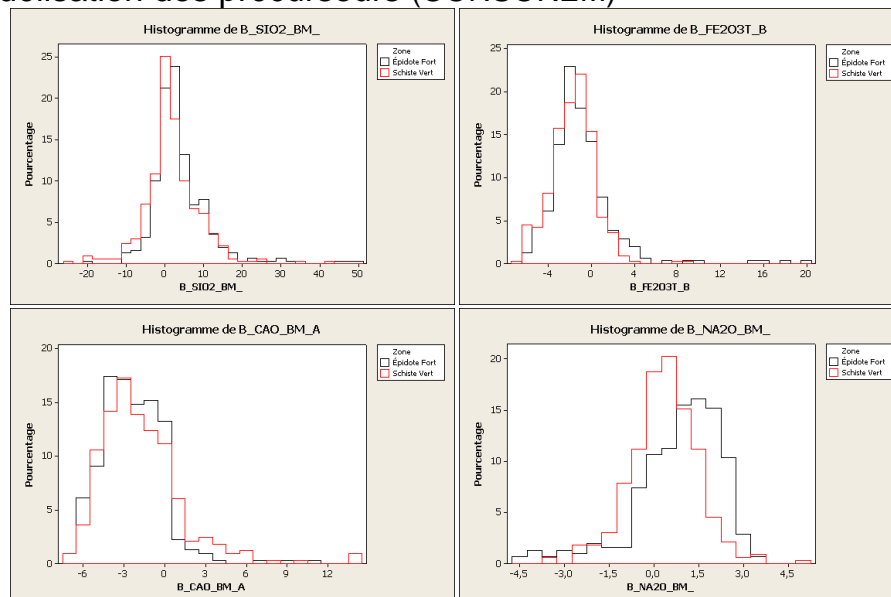 Histogramme de B_SIO2_BM_
Zone
Épidote Fort
Schiste Vert
Pourcentage
25
20
15
10
5
0
-20 -10 0 10 20 30 40 50
B_SIO2_BM_
Histogramme de B_FE2O3T_B
Zone
Épidote Fort
Schiste Vert
Pourcentage
25
20
15
10
5
0
-4 0 4 8 12 16 20
B_FE2O3T_B
Histogramme de B_CAO_BM_A
Zone
Épidote Fort
Schiste Vert
Pourcentage
20
15
10
5
0
-6 -3 0 3 6 9 12
B_CAO_BM_A
Histogramme de B_NA2O_BM_
Zone
Épidote Fort
Schiste Vert
Pourcentage
20
15
10
5
0
-4,5 -3,0 -1,5 0,0 1,5 3,0 4,5
B_NA2O_BM_